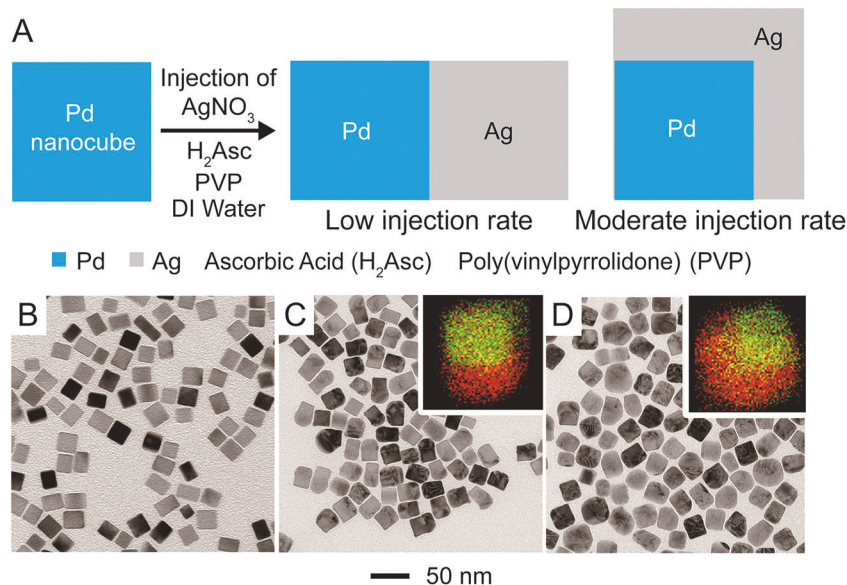 A
Pd
nanocube
Injection of
AgNO₃
H₂Asc
PVP
DI Water
Pd
Ag
Low injection rate
Ag
Pd
Moderate injection rate
Pd Ag Ascorbic Acid (H₂Asc) Poly(vinylpyrrolidone) (PVP)
B
C
D
50 nm